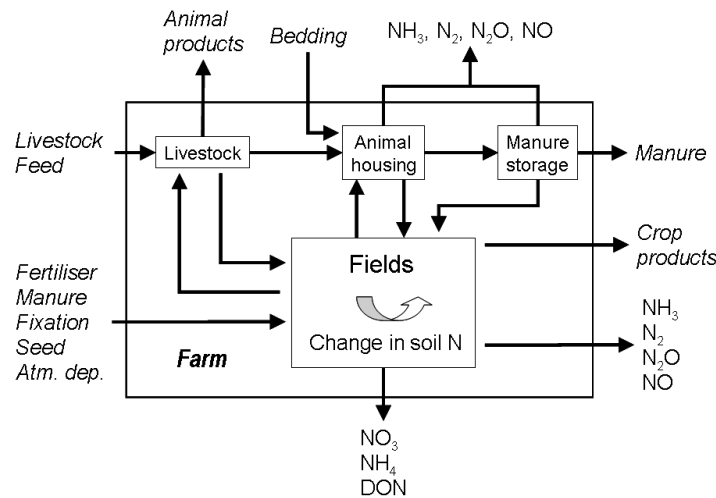 Animal
products
Bedding
NH₃, N₂, N₂O, NO
Livestock
Feed
Livestock
Animal
housing
Manure
storage
Manure
Fields
Change in soil N
Crop
products
Fertiliser
Manure
Fixation
Seed
Atm. dep.
Farm
NH₃
N₂
N₂O
NO
NO₃
NH₄
DON